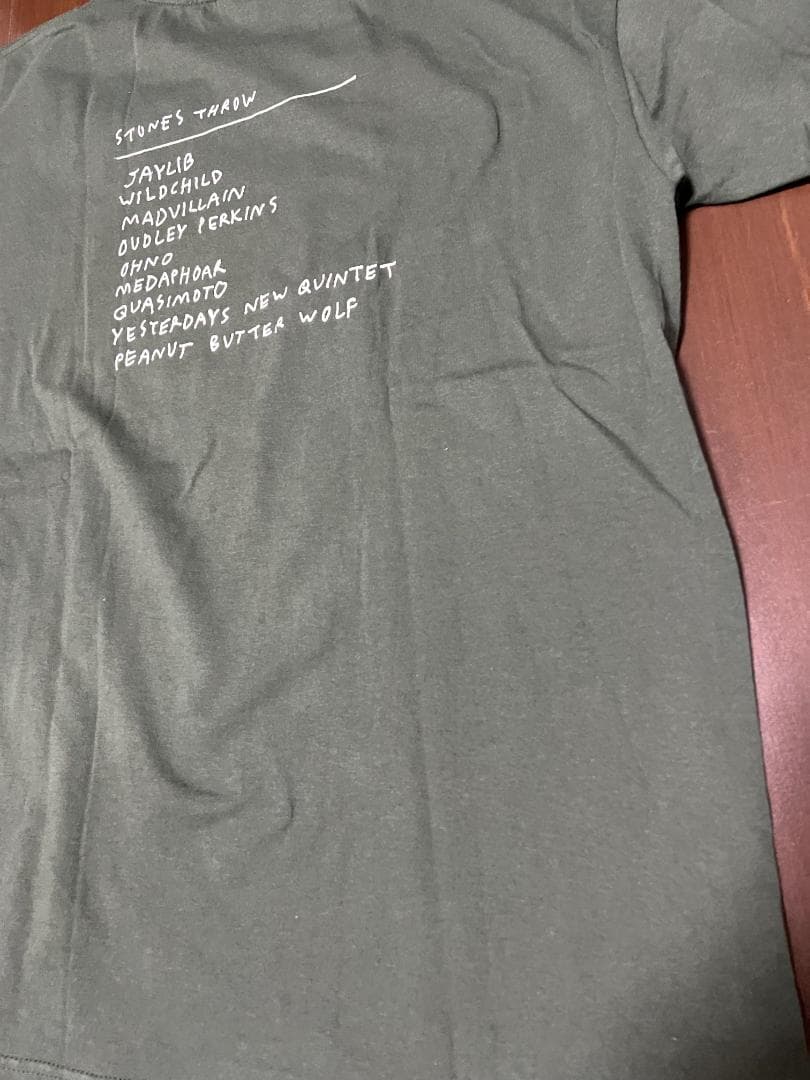 STONES THROW
JAYLIB
WILDCHILD
MADVILLAIN
DUDLEY PERKINS
OHNO
MEDAPHOAR
QUASIMOTO
YESTERDAYS NEW QUINTET
PEANUT BUTTER WOLF